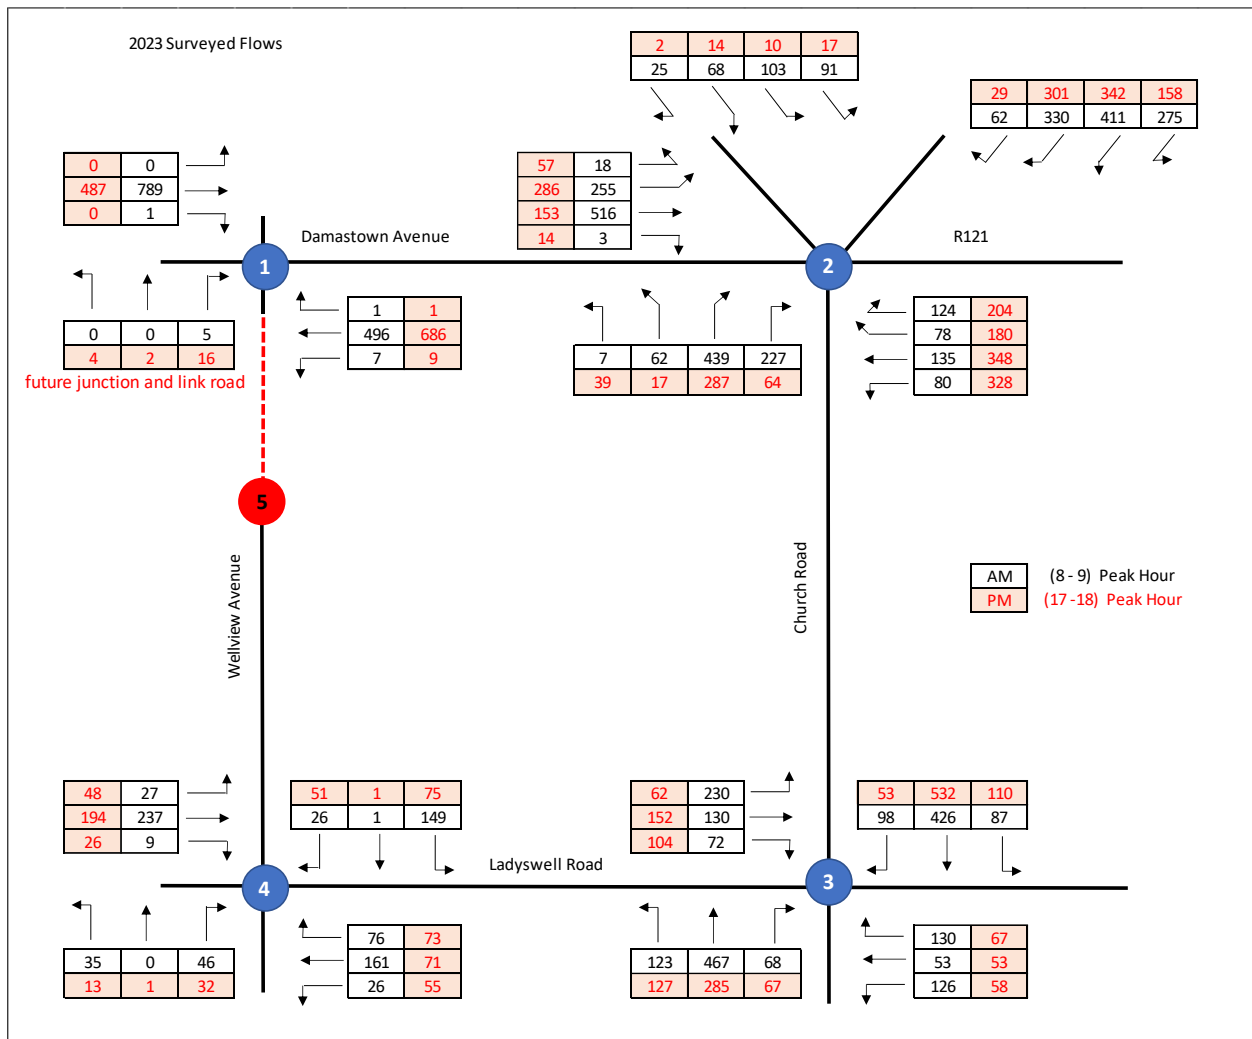 2023 Surveyed Flows
2 14 10 17
25 68 103 91
29 301 342 158
62 330 411 275
0 0
487 789
0 1
57 18
286 255
153 516
14 3
Damastown Avenue
R121
1
2
0 0 5
4 2 16
future junction and link road
1 1
496 686
7 9
7 62 439 227
39 17 287 64
124 204
78 180
135 348
80 328
5
Wellview Avenue
Church Road
AM (8 - 9) Peak Hour
PM (17 -18) Peak Hour
48 27
194 237
26 9
51 1 75
26 1 149
62 230
152 130
104 72
53 532 110
98 426 87
Ladyswell Road
4
3
35 0 46
13 1 32
76 73
161 71
26 55
123 467 68
127 285 67
130 67
53 53
126 58